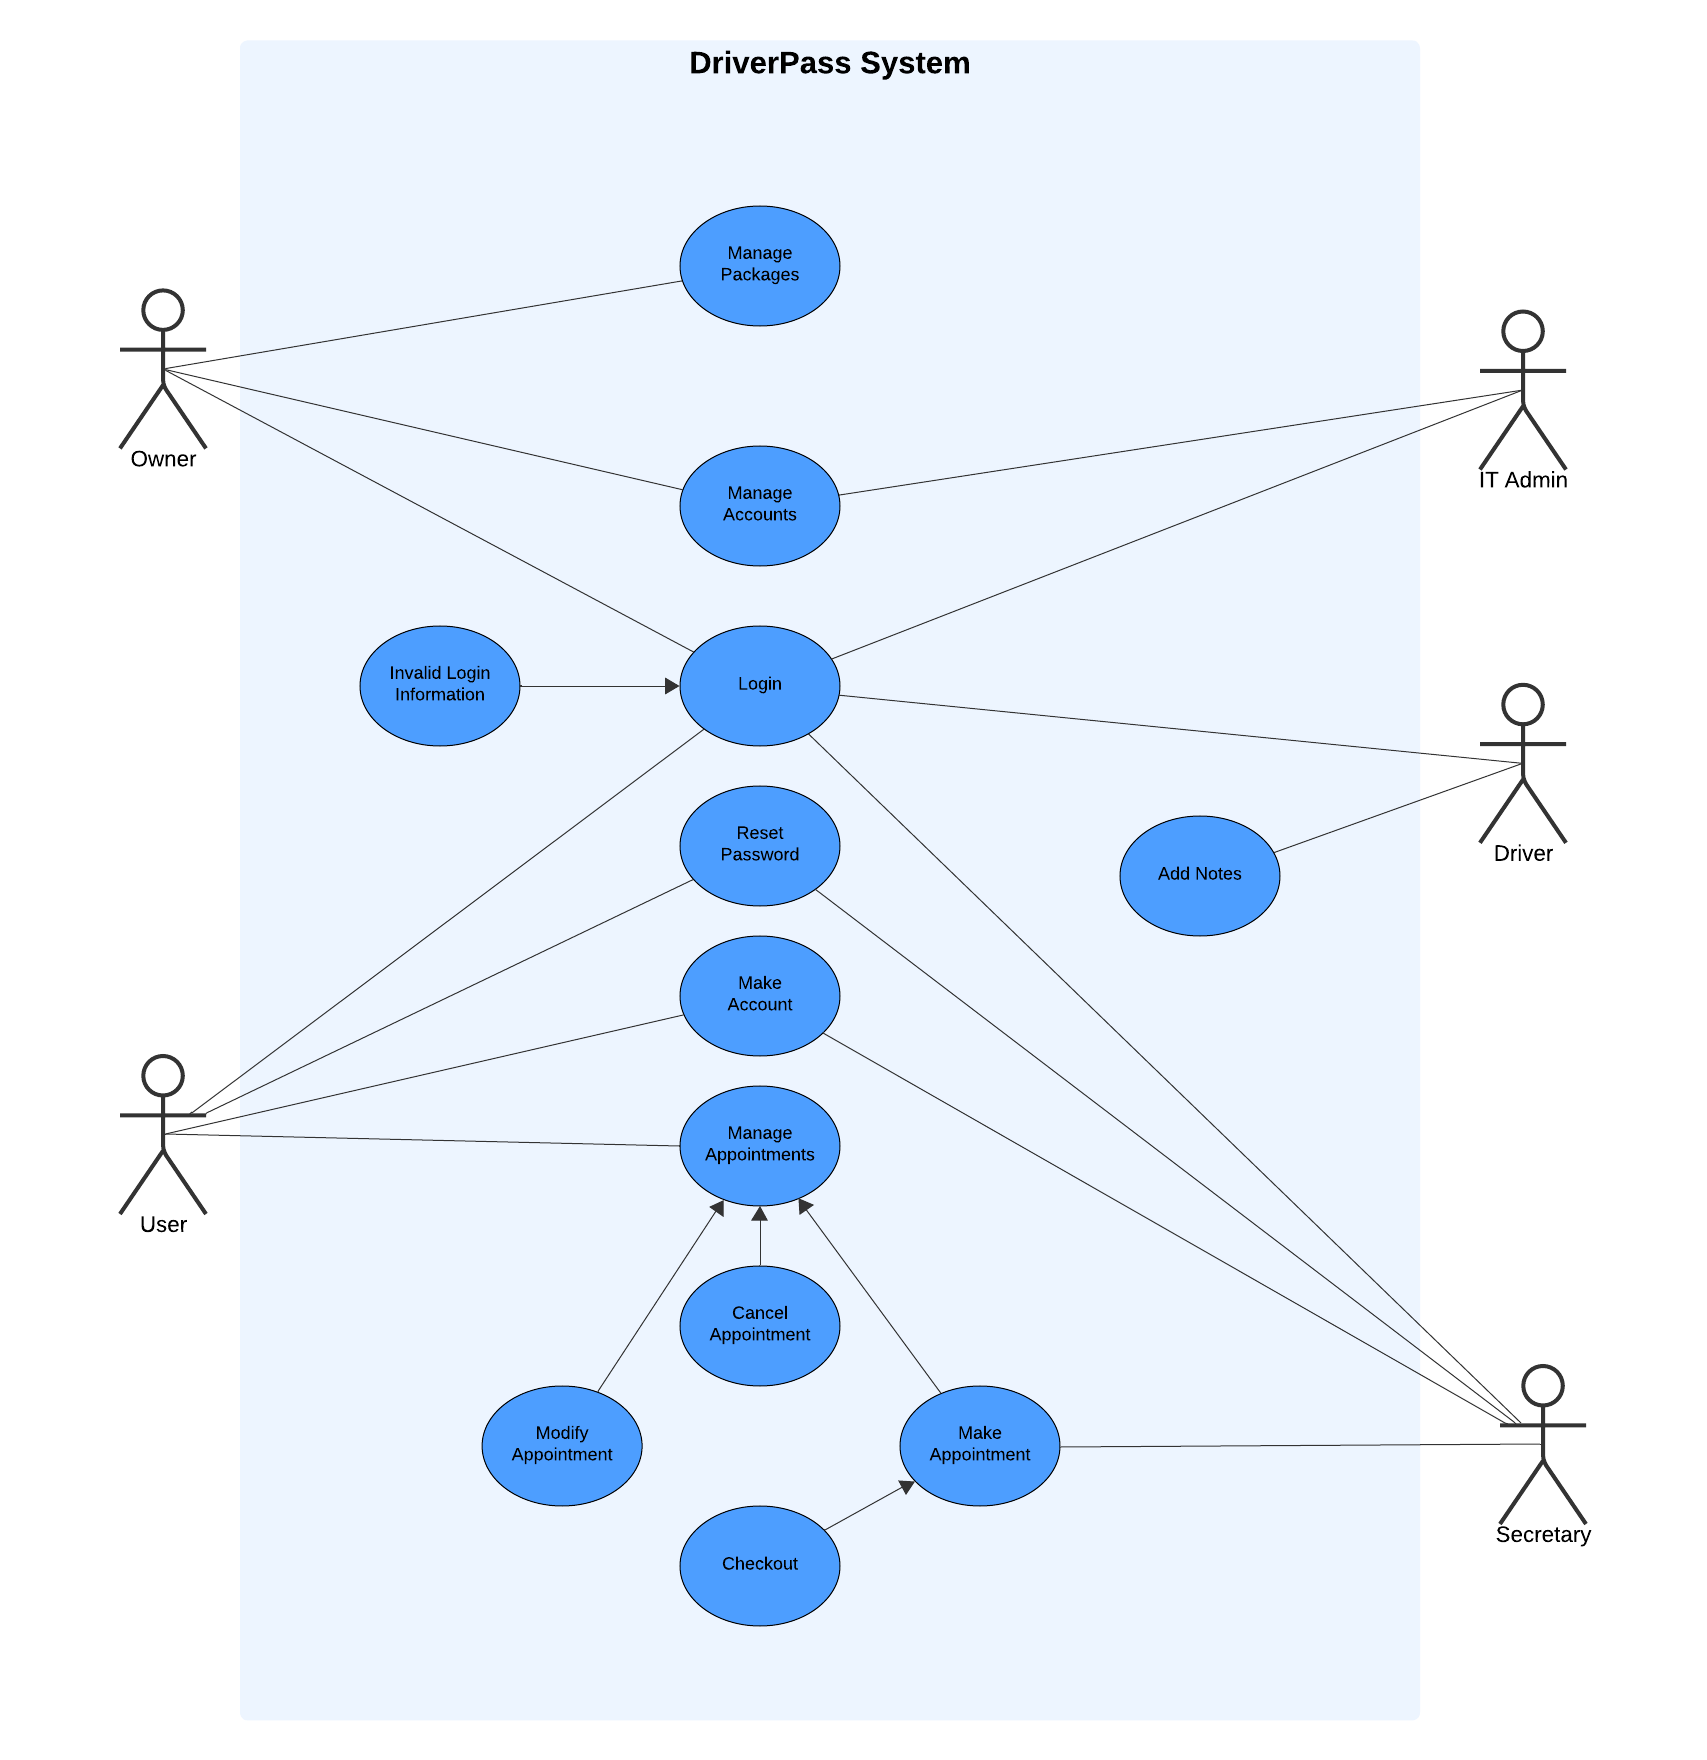 DriverPass System
Manage
Packages
Owner
IT Admin
Manage
Accounts
Invalid Login
Information
Login
Reset
Password
Driver
Add Notes
Make
Account
Manage
Appointments
User
Cancel
Appointment
Modify
Appointment
Make
Appointment
Secretary
Checkout